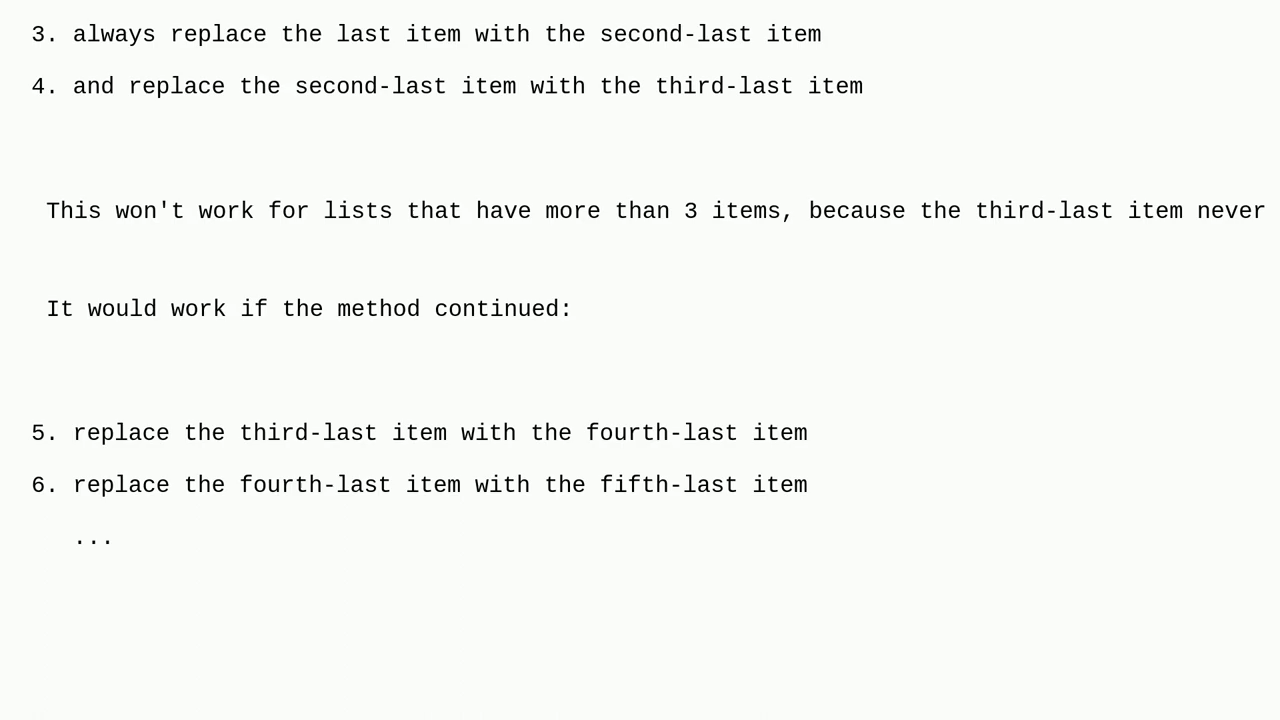 3. always replace the last item with the second-last item
4. and replace the second-last item with the third-last item
This won't work for lists that have more than 3 items, because the third-last item never
It would work if the method continued:
5. replace the third-last item with the fourth-last item
6. replace the fourth-last item with the fifth-last item
...